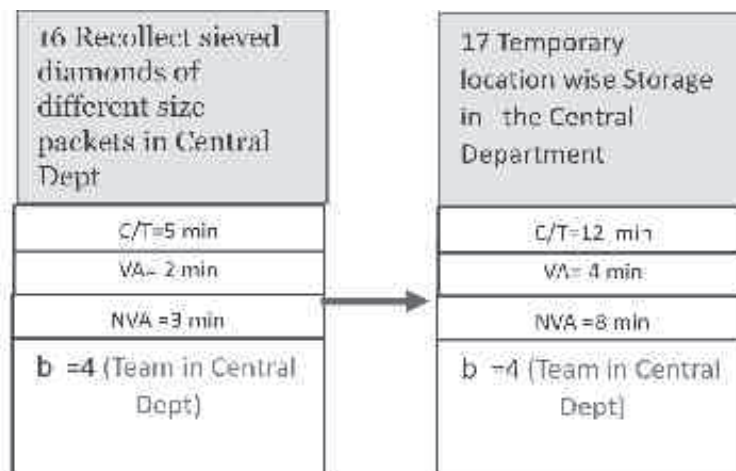 16 Recollect sieved
diamonds of
different size
packets in Central
Dept
C/T=5 min
VA= 2 min
NVA =3 min
b =4 (Team in Central
Dept)
17 Temporary
location wise Storage
in the Central
Department
C/T=12 min
VA= 4 min
NVA =8 min
b =4 (Team in Central
Dept)